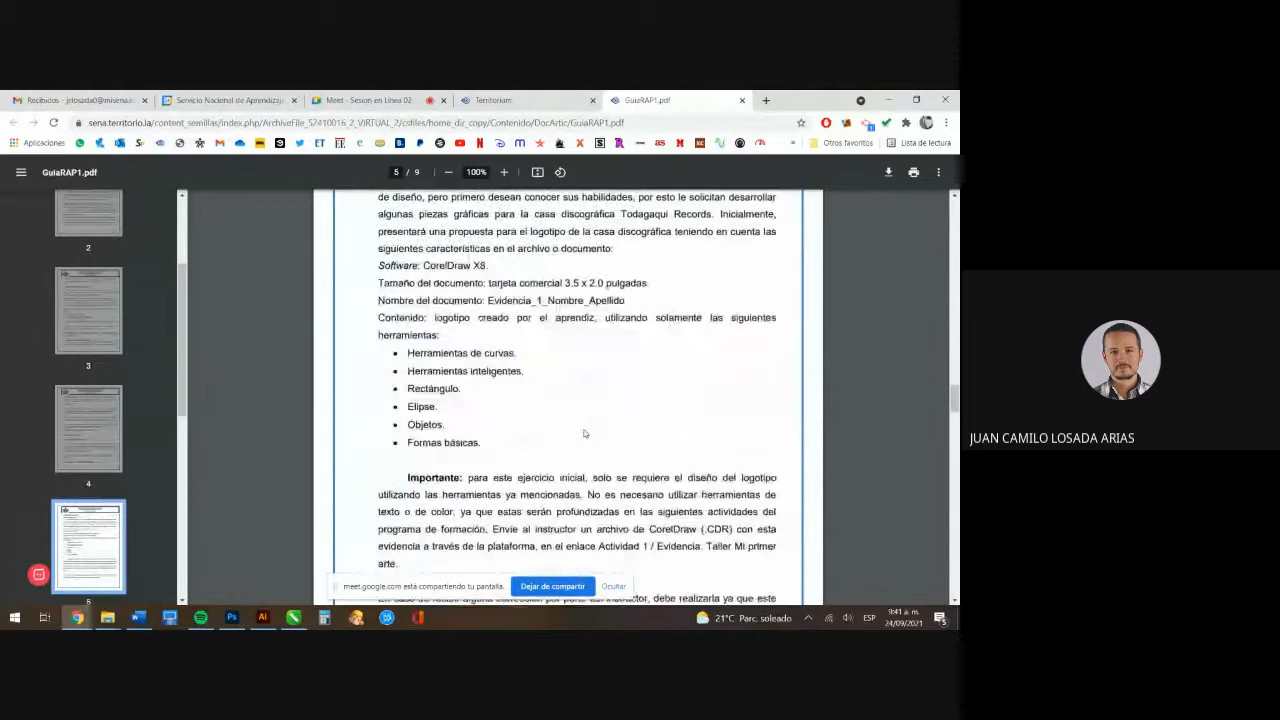 Recibidos - jclosada0@misena.e
Servicio Nacional de Aprendizaj
Meet - Sesion en Línea 02
Territorium
GuiaRAP1.pdf
sena.territorio.la/content_semillas/index.php/ArchiveFile_52410016_2_VIRTUAL_2/csfiles/home_dir_copy/Contenido/DocArtic/GuiaRAP1.pdf
Aplicaciones
Otros favoritos
Lista de lectura
GuiaRAP1.pdf
5 / 9
100%
2
3
4
5
de diseño, pero primero desean conocer sus habilidades, por esto le solicitan desarrollar
algunas piezas gráficas para la casa discográfica Todagaqui Records. Inicialmente,
presentará una propuesta para el logotipo de la casa discográfica teniendo en cuenta las
siguientes características en el archivo o documento:
Software: CorelDraw X8.
Tamaño del documento: tarjeta comercial 3.5 x 2.0 pulgadas.
Nombre del documento: Evidencia_1_Nombre_Apellido
Contenido: logotipo creado por el aprendiz, utilizando solamente las siguientes
herramientas:
• Herramientas de curvas.
• Herramientas inteligentes.
• Rectángulo.
• Elipse.
• Objetos.
• Formas básicas.
Importante: para este ejercicio inicial, solo se requiere el diseño del logotipo
utilizando las herramientas ya mencionadas. No es necesario utilizar herramientas de
texto o de color, ya que estas serán profundizadas en las siguientes actividades del
programa de formación. Envíe al instructor un archivo de CorelDraw (.CDR) con esta
evidencia a través de la plataforma, en el enlace Actividad 1 / Evidencia: Taller Mi primer
arte.
meet.google.com está compartiendo tu pantalla.
Dejar de compartir
Ocultar
debe realizarla ya que este
21°C Parc. soleado
ESP
9:41 a. m.
24/09/2021
JUAN CAMILO LOSADA ARIAS